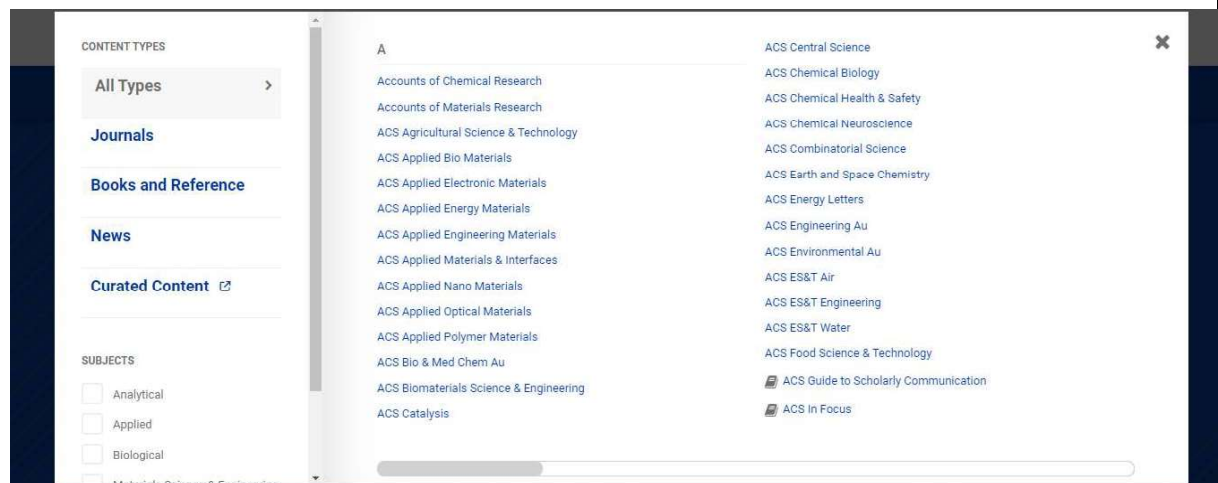 CONTENT TYPES
All Types
Journals
Books and Reference
News
Curated Content
SUBJECTS
Analytical
Applied
Biological
A
Accounts of Chemical Research
Accounts of Materials Research
ACS Agricultural Science & Technology
ACS Applied Bio Materials
ACS Applied Electronic Materials
ACS Applied Energy Materials
ACS Applied Engineering Materials
ACS Applied Materials & Interfaces
ACS Applied Nano Materials
ACS Applied Optical Materials
ACS Applied Polymer Materials
ACS Bio & Med Chem Au
ACS Biomaterials Science & Engineering
ACS Catalysis
ACS Central Science
ACS Chemical Biology
ACS Chemical Health & Safety
ACS Chemical Neuroscience
ACS Combinatorial Science
ACS Earth and Space Chemistry
ACS Energy Letters
ACS Engineering Au
ACS Environmental Au
ACS ES&T Air
ACS ES&T Engineering
ACS ES&T Water
ACS Food Science & Technology
ACS Guide to Scholarly Communication
ACS In Focus